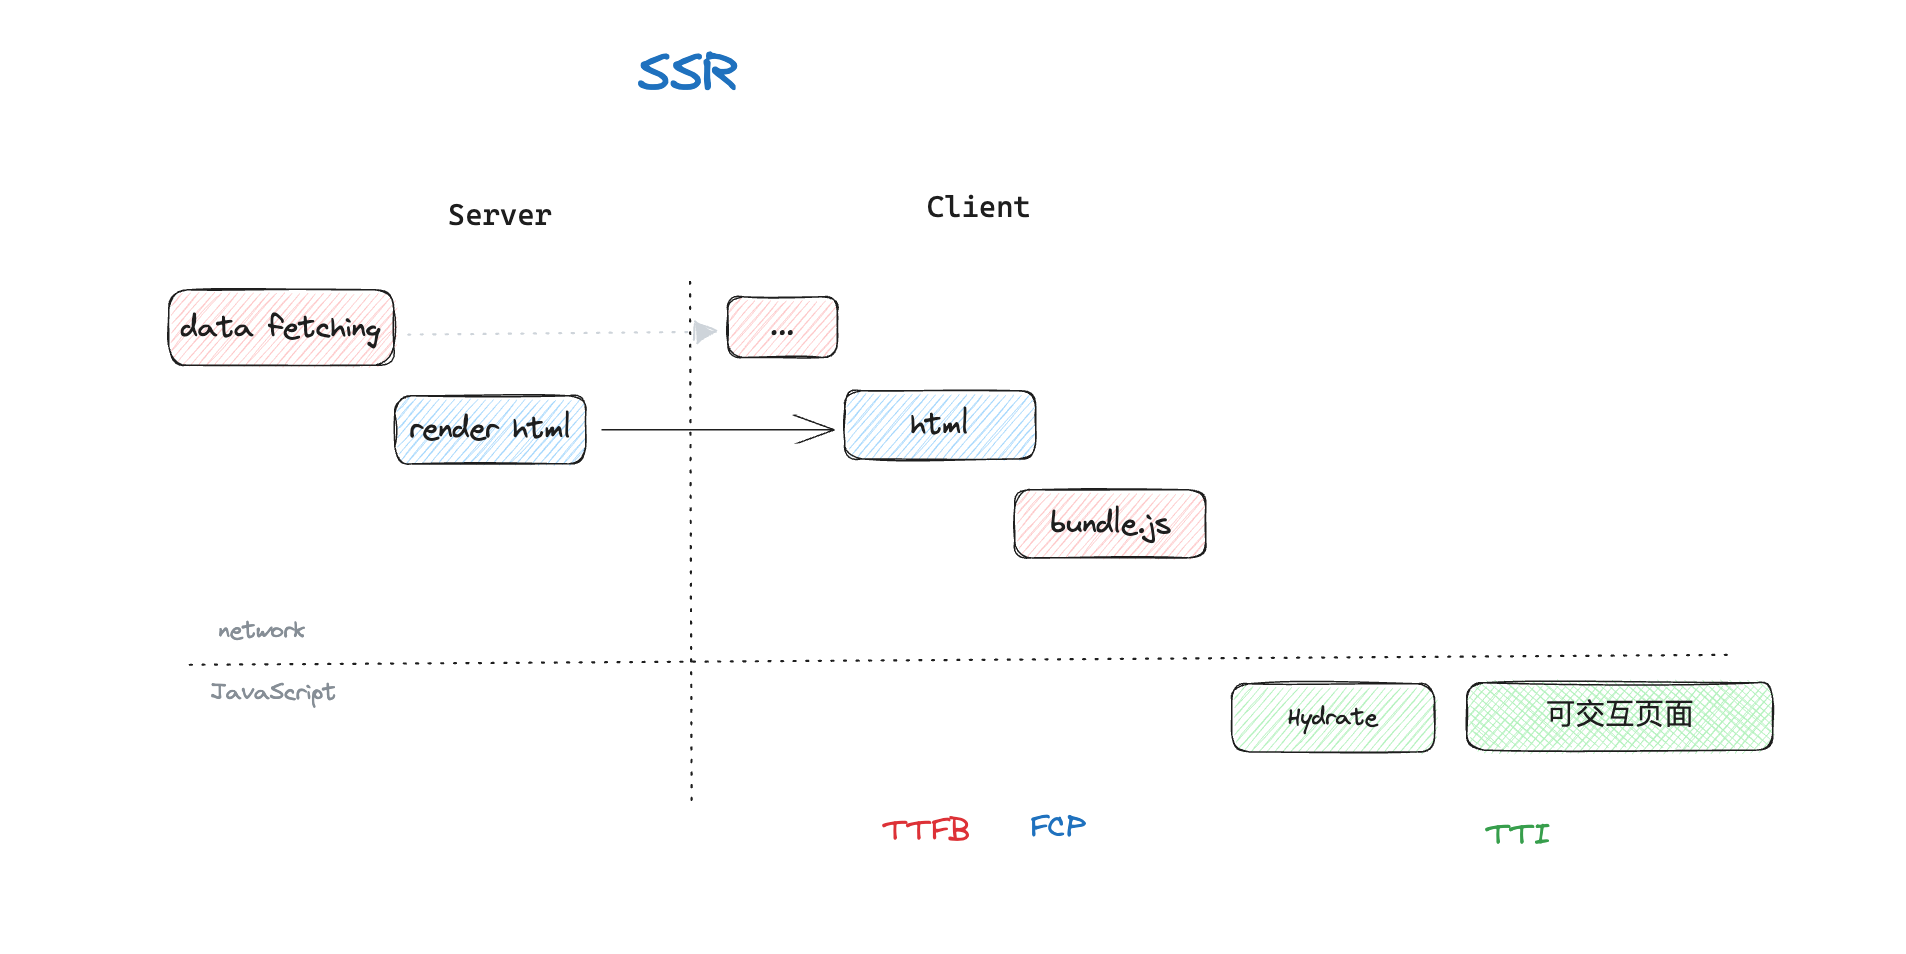 SSR
Server
Client
data fetching
...
render html
html
bundle.js
network
JavaScript
Hydrate
可交互页面
TTFB
FCP
TTI